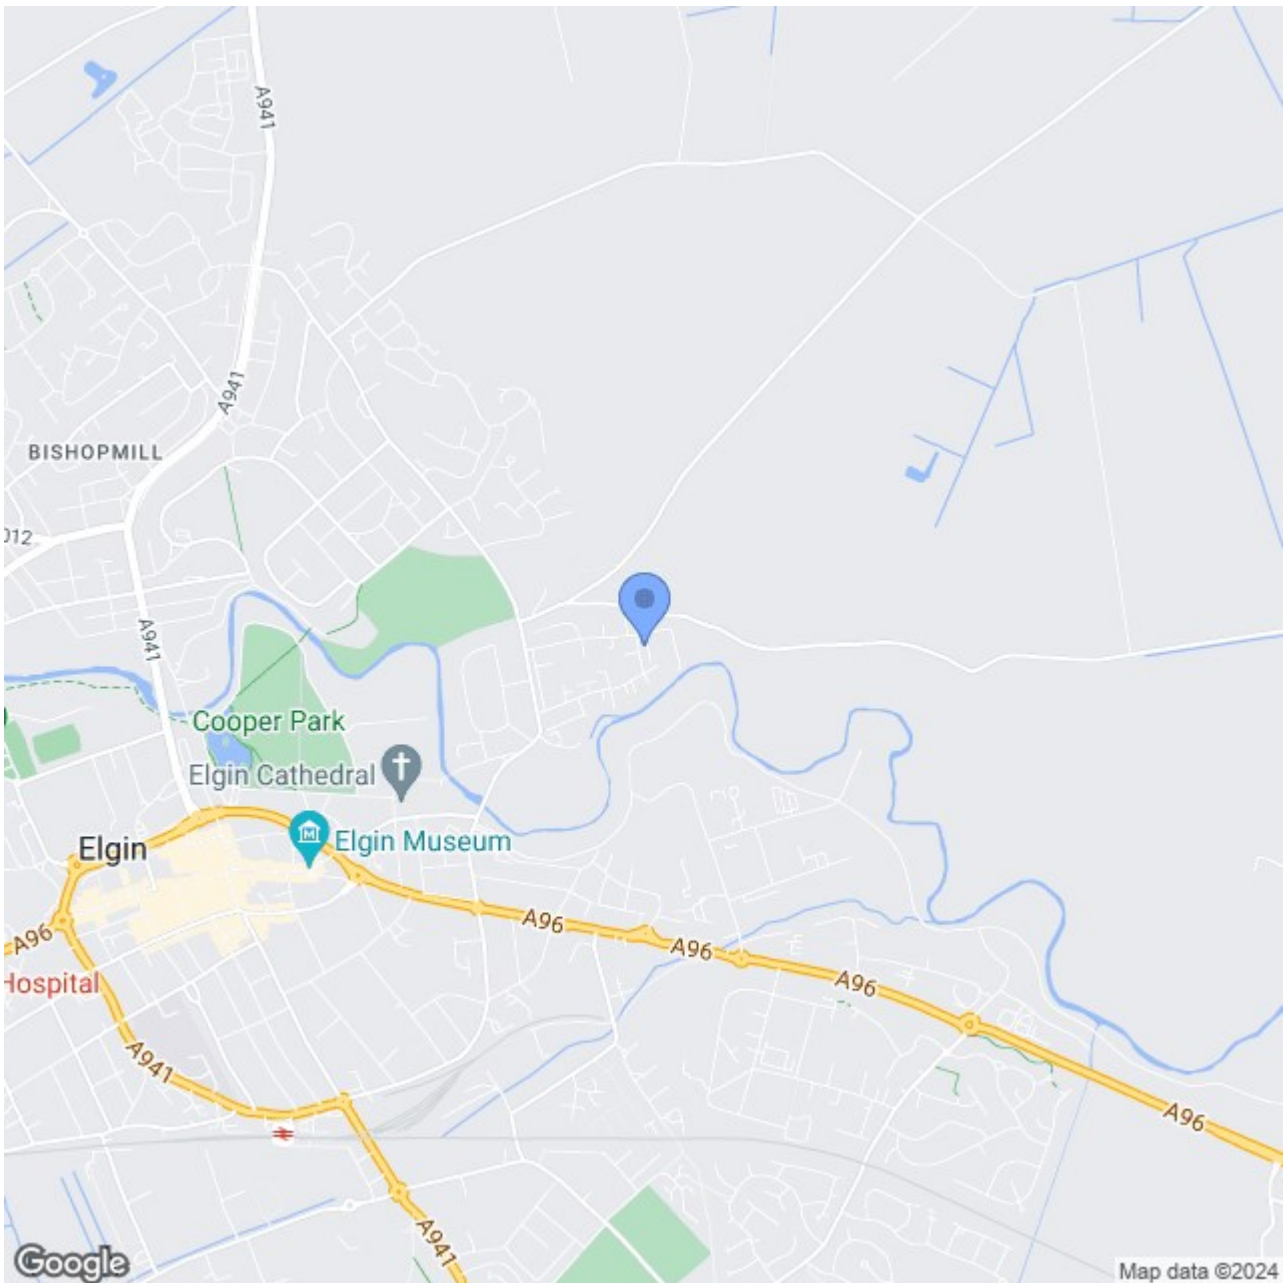 A941
A941
BISHOPMILL
012
A941
Cooper Park
Elgin Cathedral
Elgin Museum
Elgin
A96
A96
A96
A96
Hospital
A941
A96
A941
Google
Map data ©2024